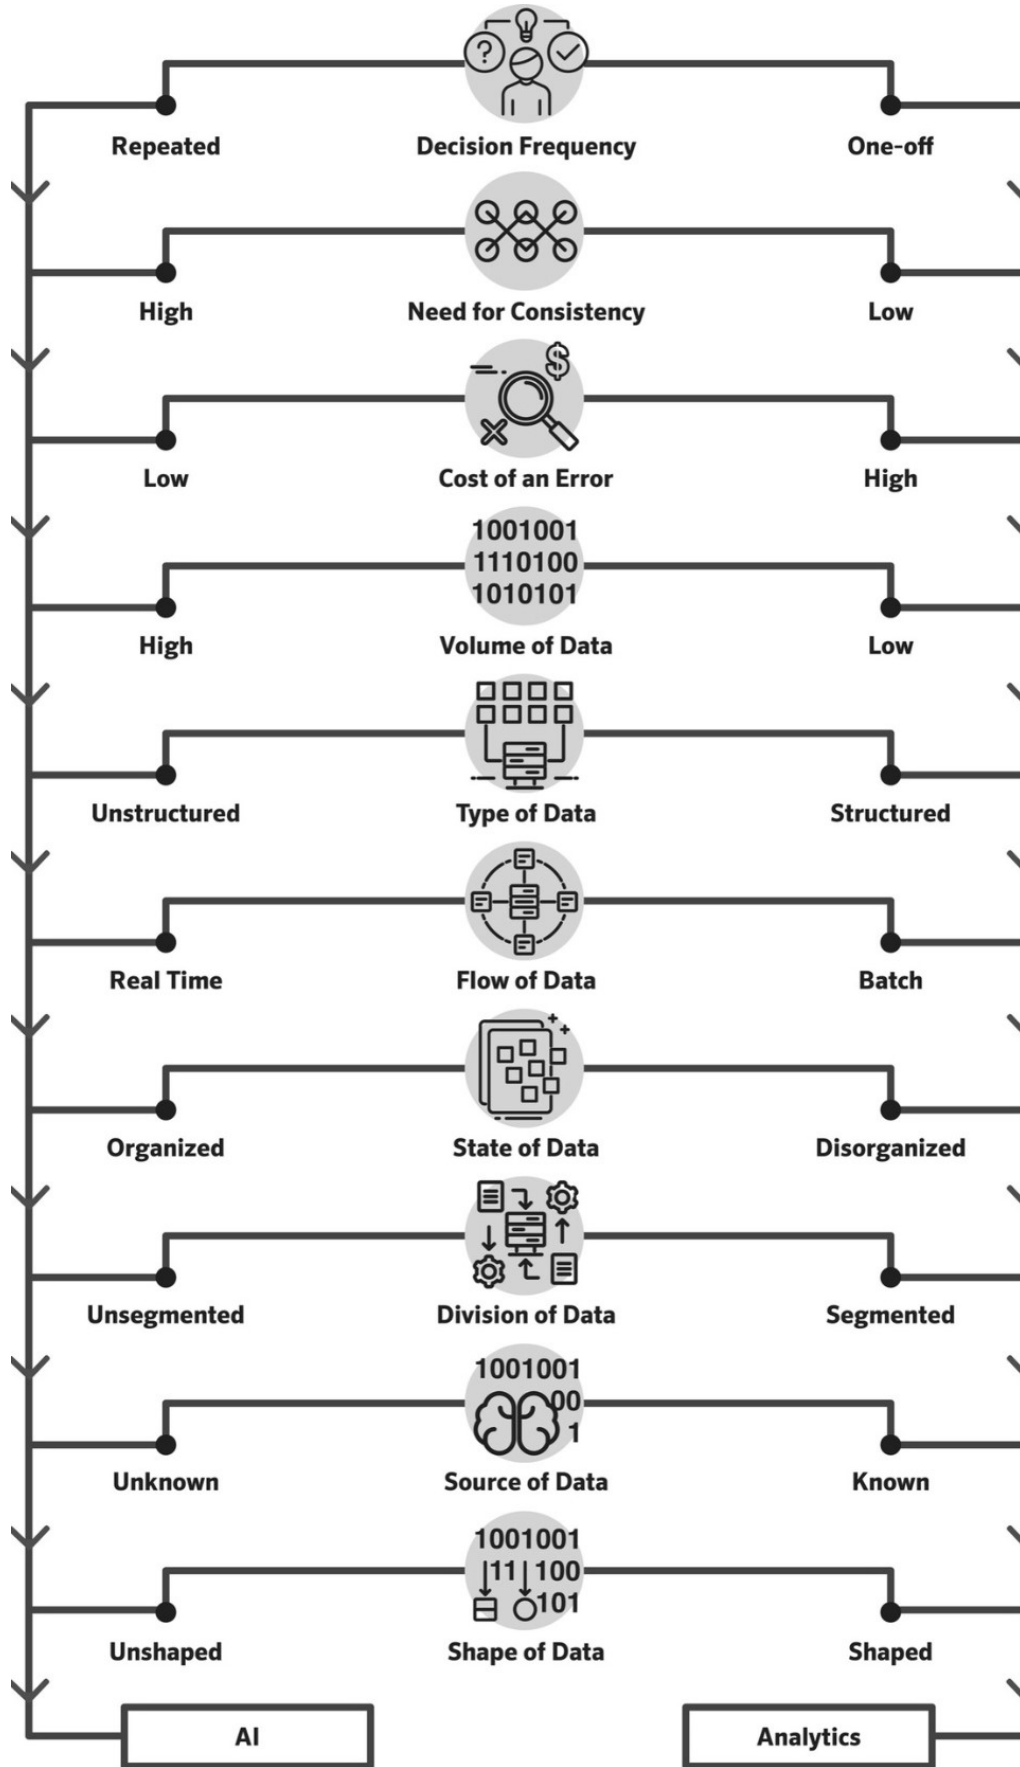 ?
Repeated
Decision Frequency
One-off
High
Need for Consistency
Low
$
Low
Cost of an Error
High
1001001
1110100
1010101
High
Volume of Data
Low
Unstructured
Type of Data
Structured
Real Time
Flow of Data
Batch
Organized
State of Data
Disorganized
Unsegmented
Division of Data
Segmented
1001001
00
1
Unknown
Source of Data
Known
1001001
11 100
101
Unshaped
Shape of Data
Shaped
AI
Analytics